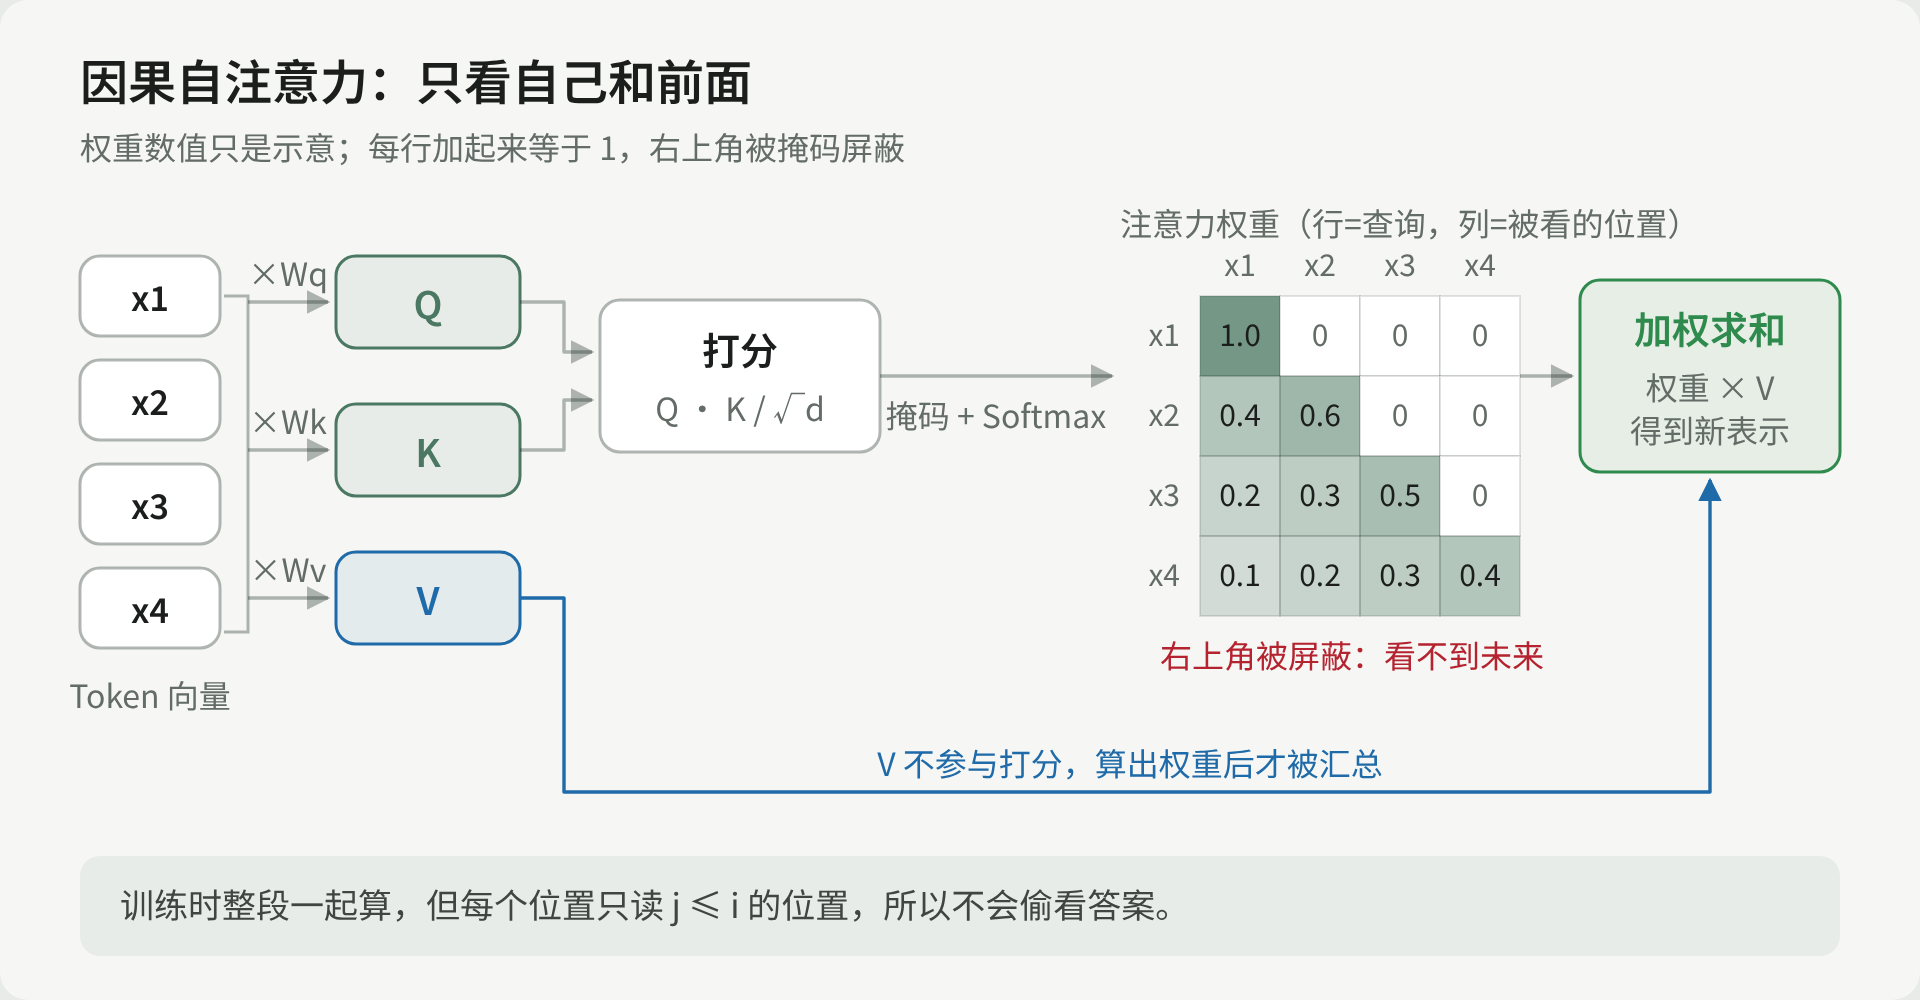 因果自注意力：只看自己和前面
权重数值只是示意；每行加起来等于 1，右上角被掩码屏蔽
注意力权重（行=查询，列=被看的位置）
x1 x2 x3 x4
x1
x2
x3
x4
Token 向量
×Wq
×Wk
×Wv
Q
K
V
打分
Q · K / √d
掩码 + Softmax
x1 1.0 0 0 0
x2 0.4 0.6 0 0
x3 0.2 0.3 0.5 0
x4 0.1 0.2 0.3 0.4
右上角被屏蔽：看不到未来
加权求和
权重 × V
得到新表示
V 不参与打分，算出权重后才被汇总
训练时整段一起算，但每个位置只读 j ≤ i 的位置，所以不会偷看答案。